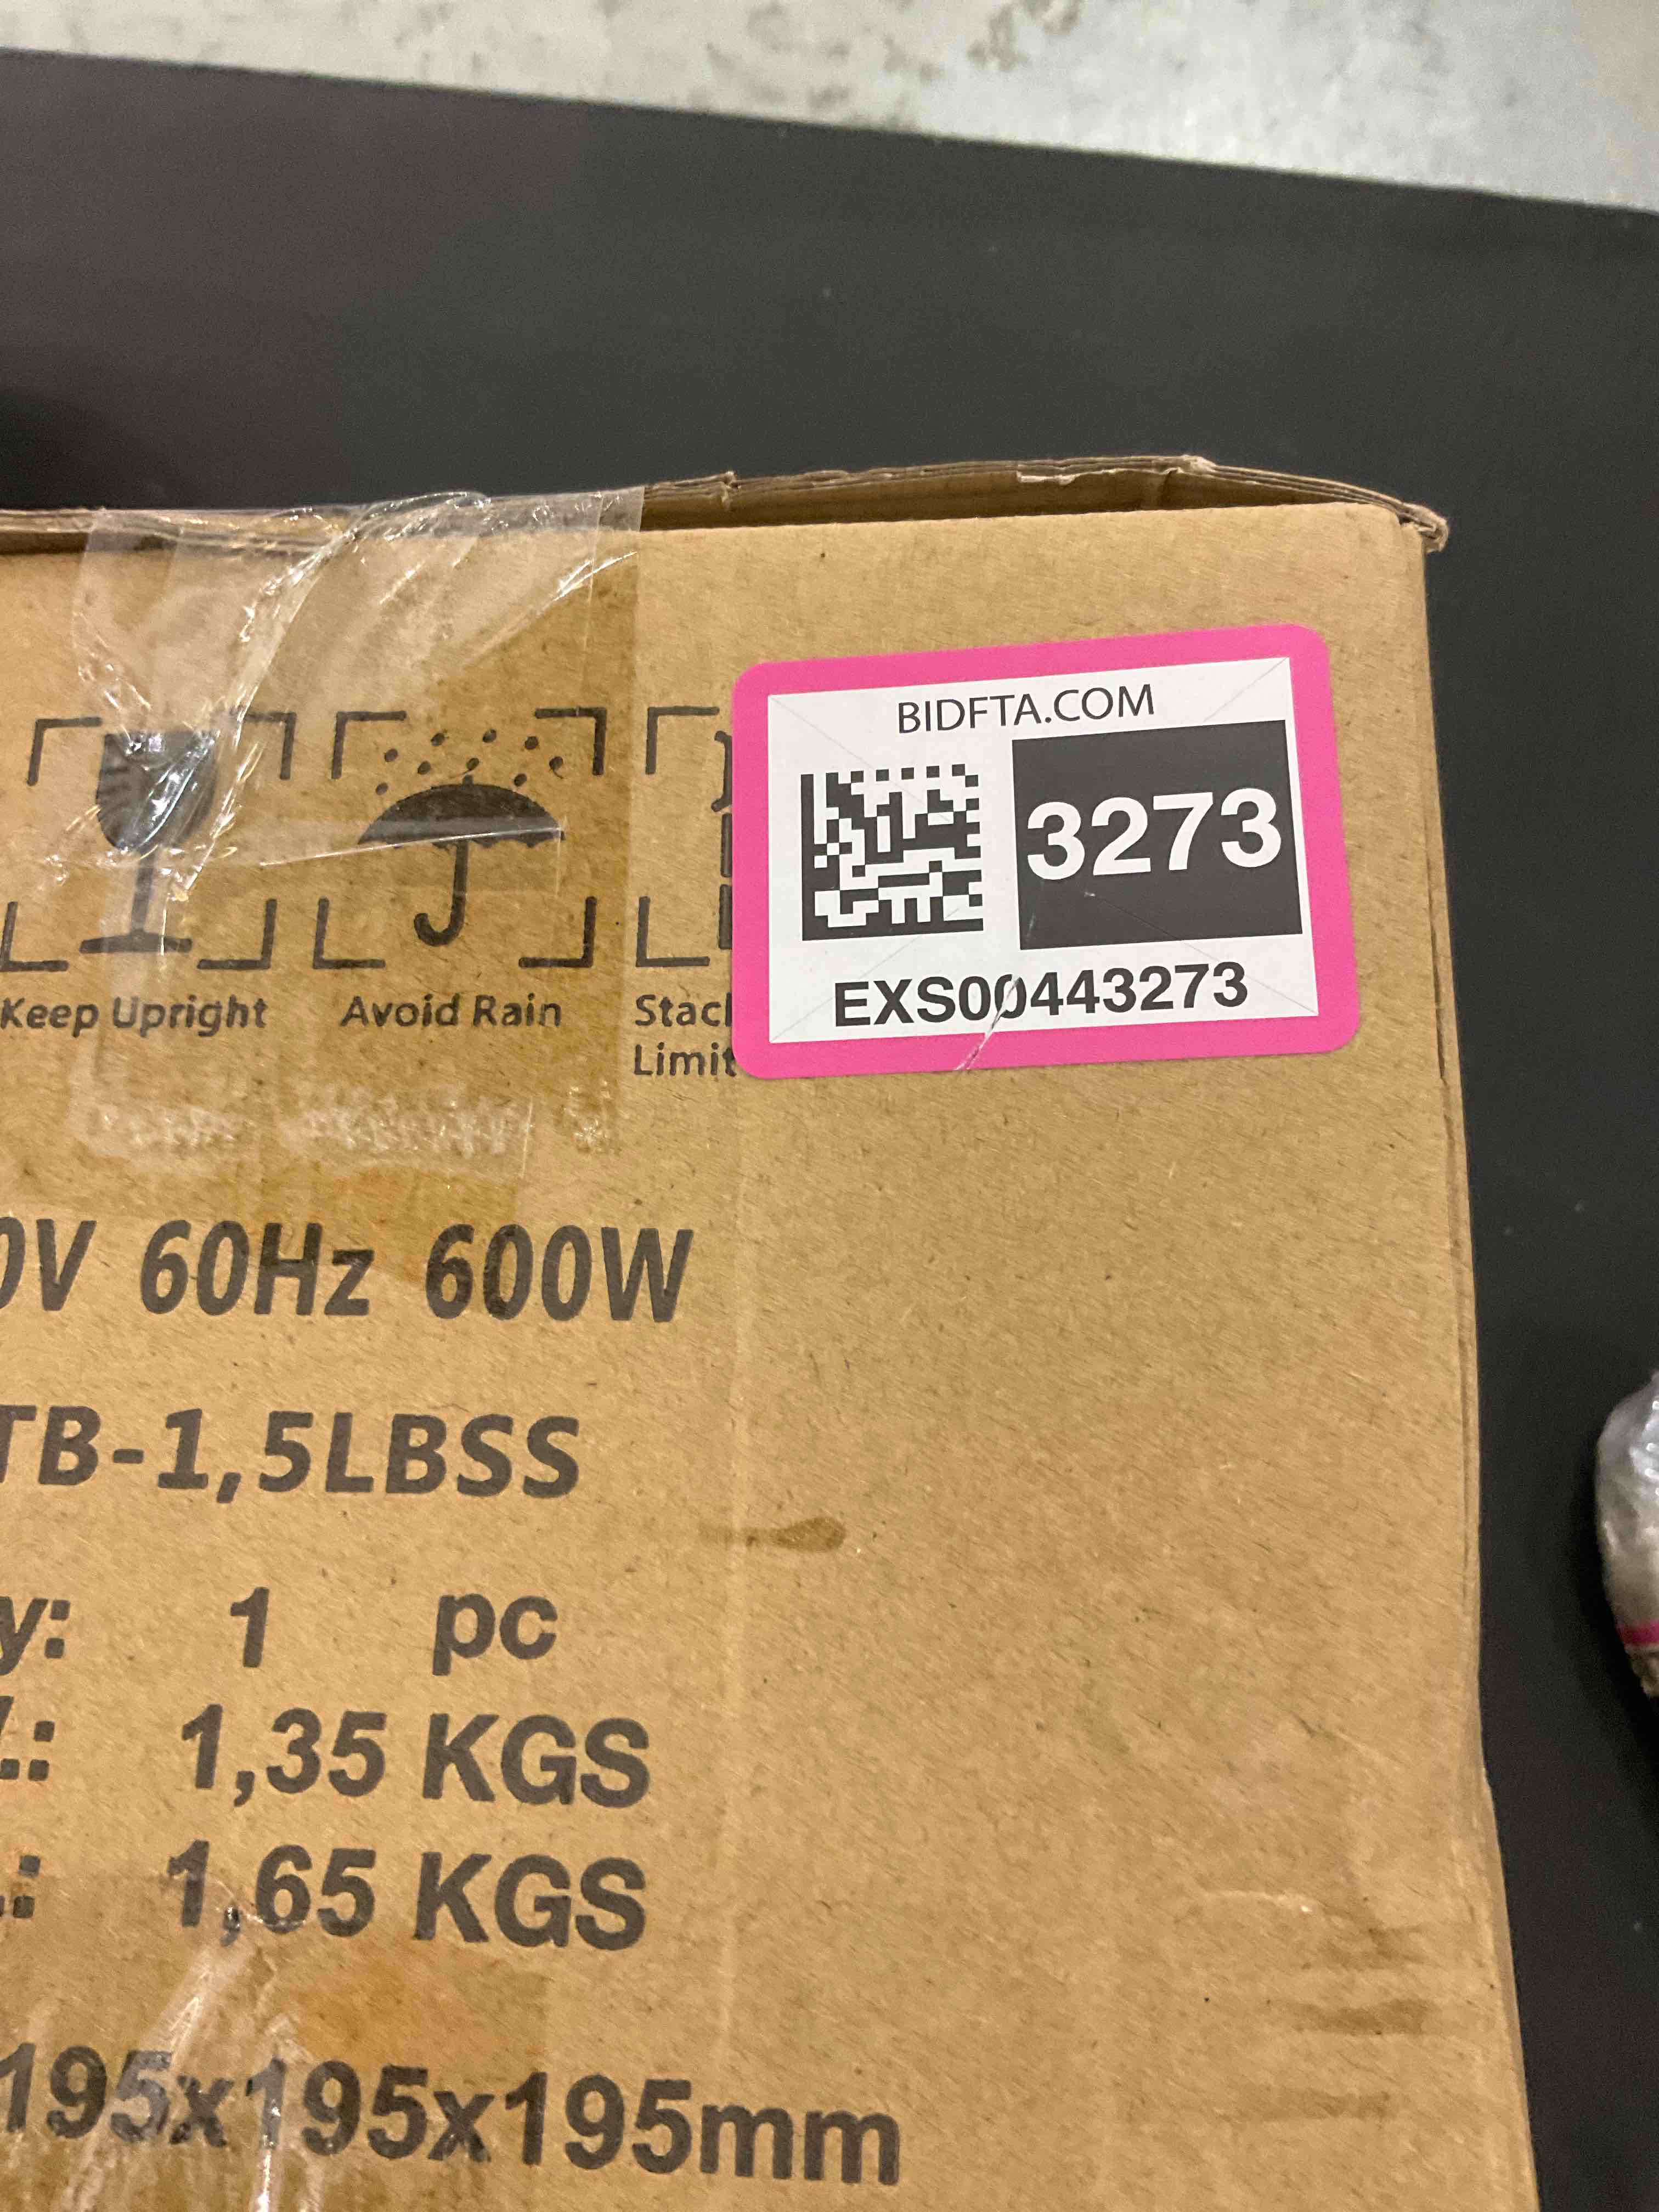 BIDFTA.COM
3273
EXS00443273
Keep Upright
Avoid Rain
Stack
Limit
0V 60Hz 600W
TB-1,5LBSS
y: 1 pc
.: 1,35 KGS
.: 1,65 KGS
195x195x195mm